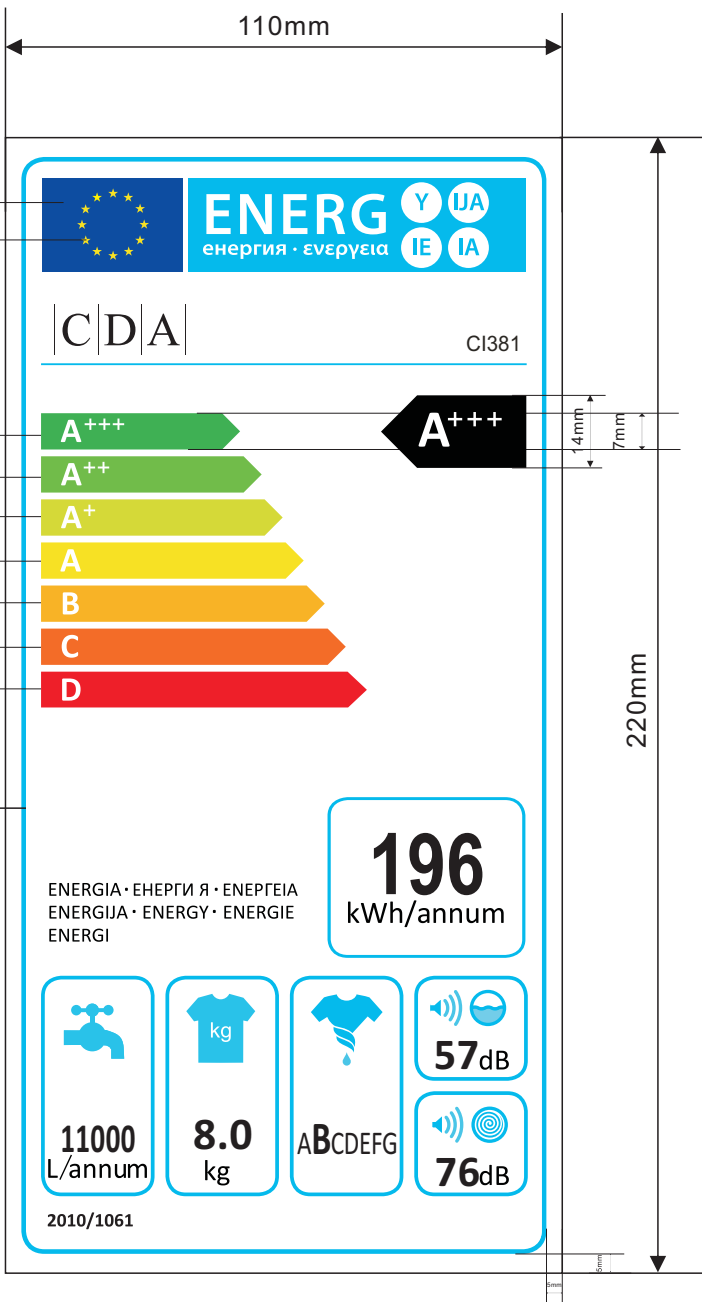 110mm
ENERG
енергия · ενεργεια
Y IJA
IE IA
CDA
CI381
A+++
A+++
14mm
7mm
A++
A+
A
B
C
D
220mm
196
kWh/annum
ENERGIA · ЕНЕРГИ Я · ΕΝΕΡΓΕΙΑ
ENERGIJA · ENERGY · ENERGIE
ENERGI
kg
57dB
11000
L/annum
8.0
kg
ABCDEFG
76dB
2010/1061
5mm
5mm